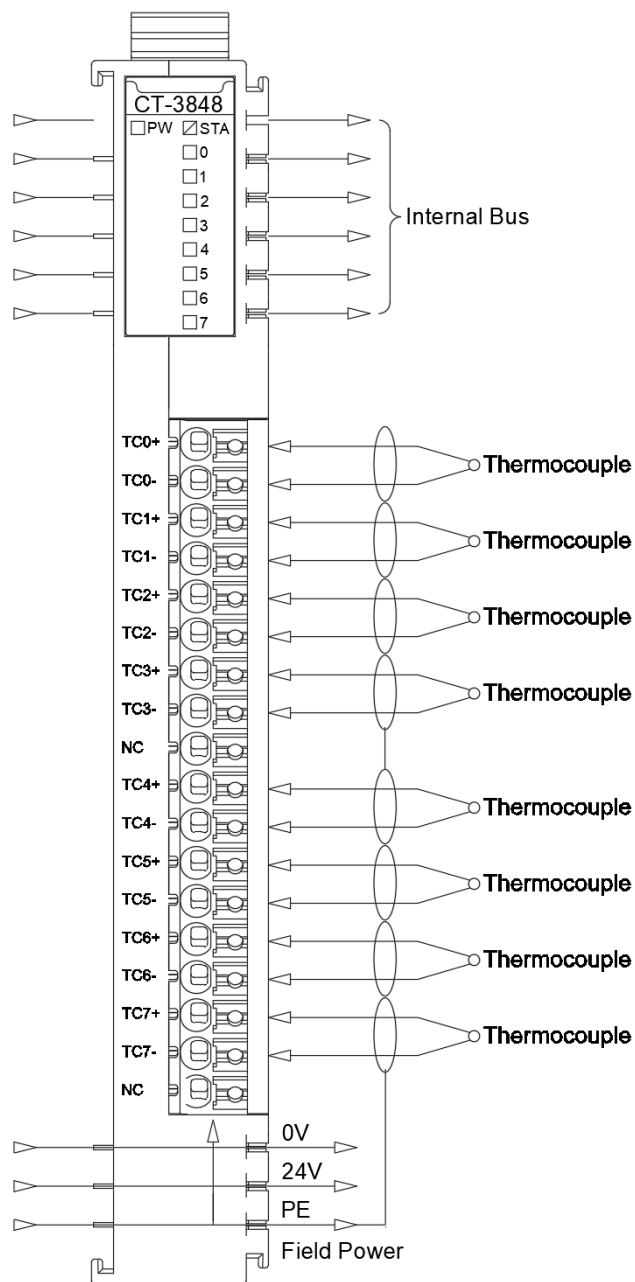 CT-3848
PW STA
0
1
2
3
4
5
6
7
Internal Bus
TC0+
TC0-
Thermocouple
TC1+
TC1-
Thermocouple
TC2+
TC2-
Thermocouple
TC3+
TC3-
Thermocouple
NC
TC4+
TC4-
Thermocouple
TC5+
TC5-
Thermocouple
TC6+
TC6-
Thermocouple
TC7+
TC7-
Thermocouple
NC
0V
24V
PE
Field Power